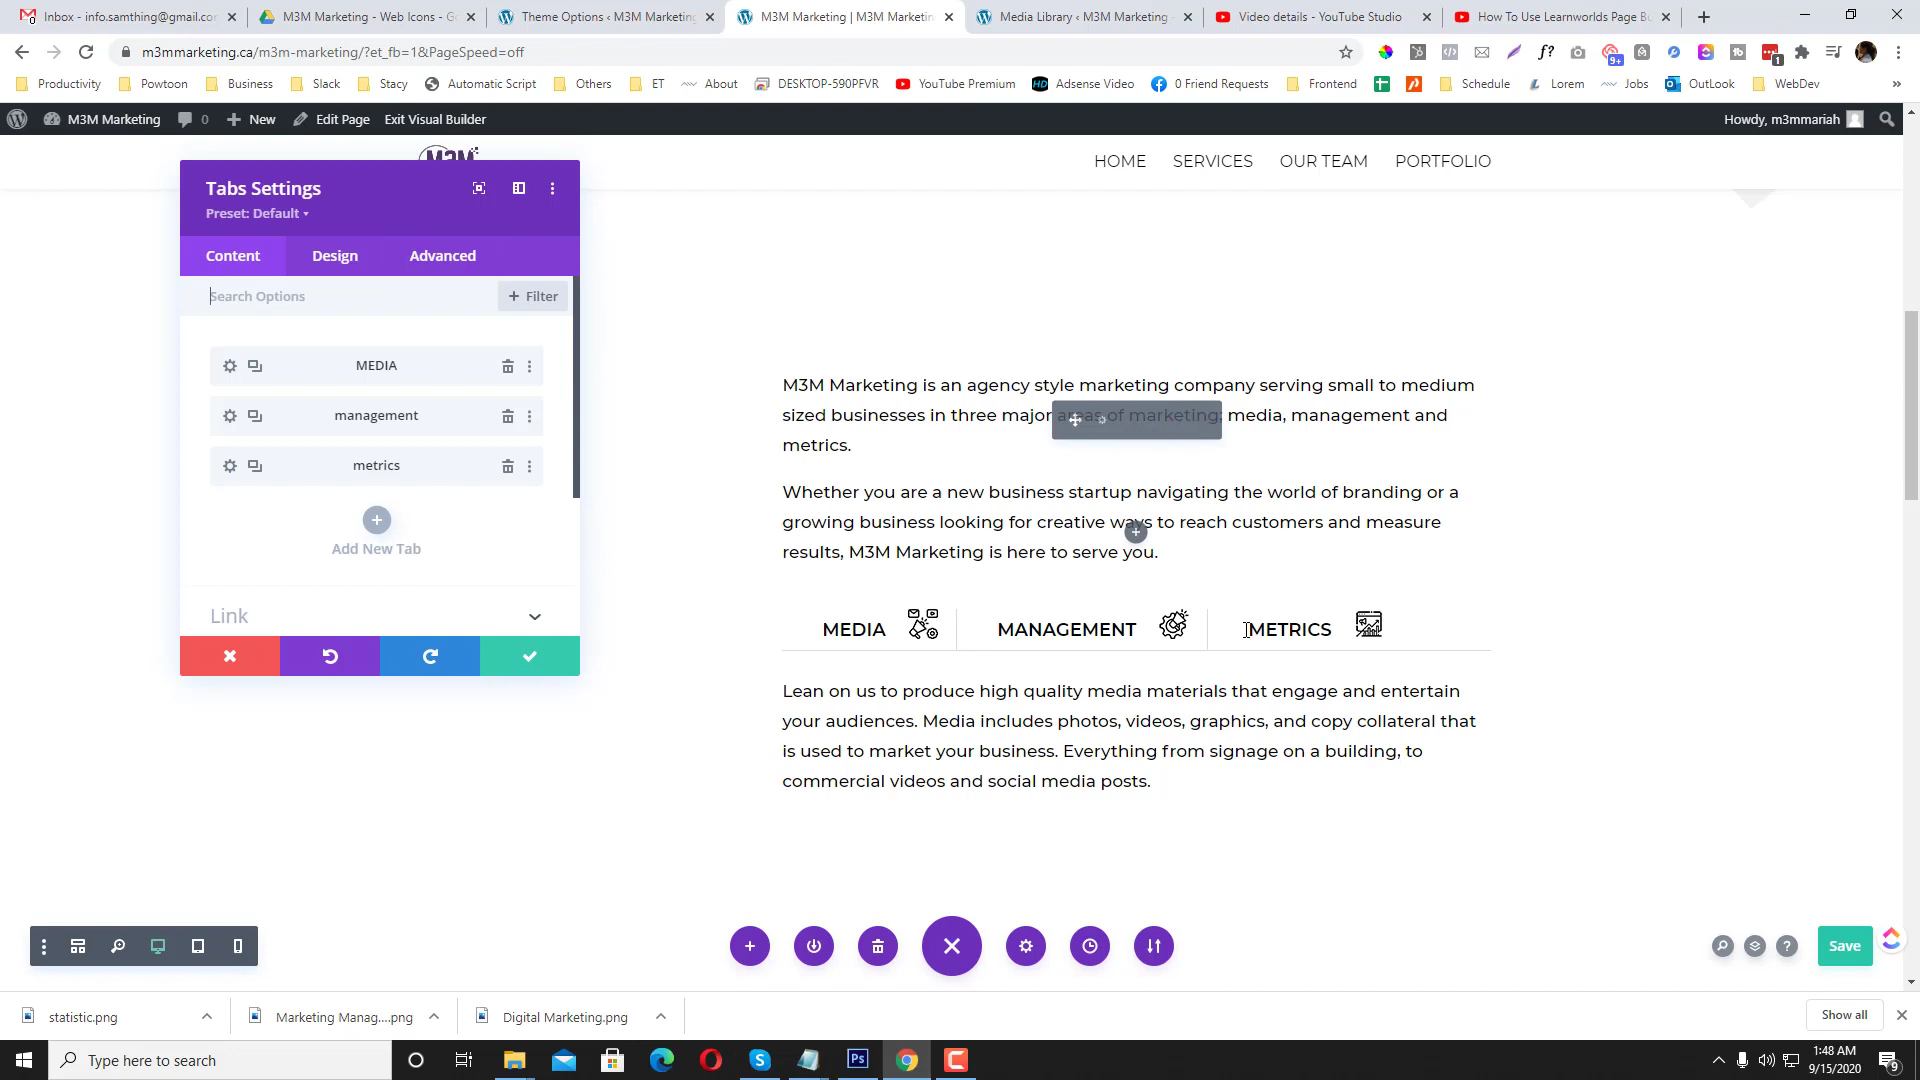 Inbox - info.samthing@gmail.co
M3M Marketing - Web Icons - G
Theme Options ‹ M3M Marketing
M3M Marketing | M3M Marketin
Media Library ‹ M3M Marketing
Video details - YouTube Studio
How To Use Learnworlds Page B
m3mmarketing.ca/m3m-marketing/?et_fb=1&PageSpeed=off
f?
9+
1
Productivity
Powtoon
Business
Slack
Stacy
Automatic Script
Others
ET
About
DESKTOP-590PFVR
YouTube Premium
HD
Adsense Video
0 Friend Requests
Frontend
Schedule
Lorem
Jobs
OutLook
WebDev
»
M3M Marketing
0
New
Edit Page
Exit Visual Builder
Howdy, m3mmariah
M3M
HOME
SERVICES
OUR TEAM
PORTFOLIO
Tabs Settings
Preset: Default
Content
Design
Advanced
Search Options
+ Filter
MEDIA
management
metrics
Add New Tab
Link
M3M Marketing is an agency style marketing company serving small to medium
sized businesses in three major areas of marketing; media, management and
metrics.
Whether you are a new business startup navigating the world of branding or a
growing business looking for creative ways to reach customers and measure
results, M3M Marketing is here to serve you.
MEDIA
MANAGEMENT
METRICS
Lean on us to produce high quality media materials that engage and entertain
your audiences. Media includes photos, videos, graphics, and copy collateral that
is used to market your business. Everything from signage on a building, to
commercial videos and social media posts.
?
Save
statistic.png
Marketing Manag....png
Digital Marketing.png
Show all
Type here to search
Ps
1:48 AM
9/15/2020
9